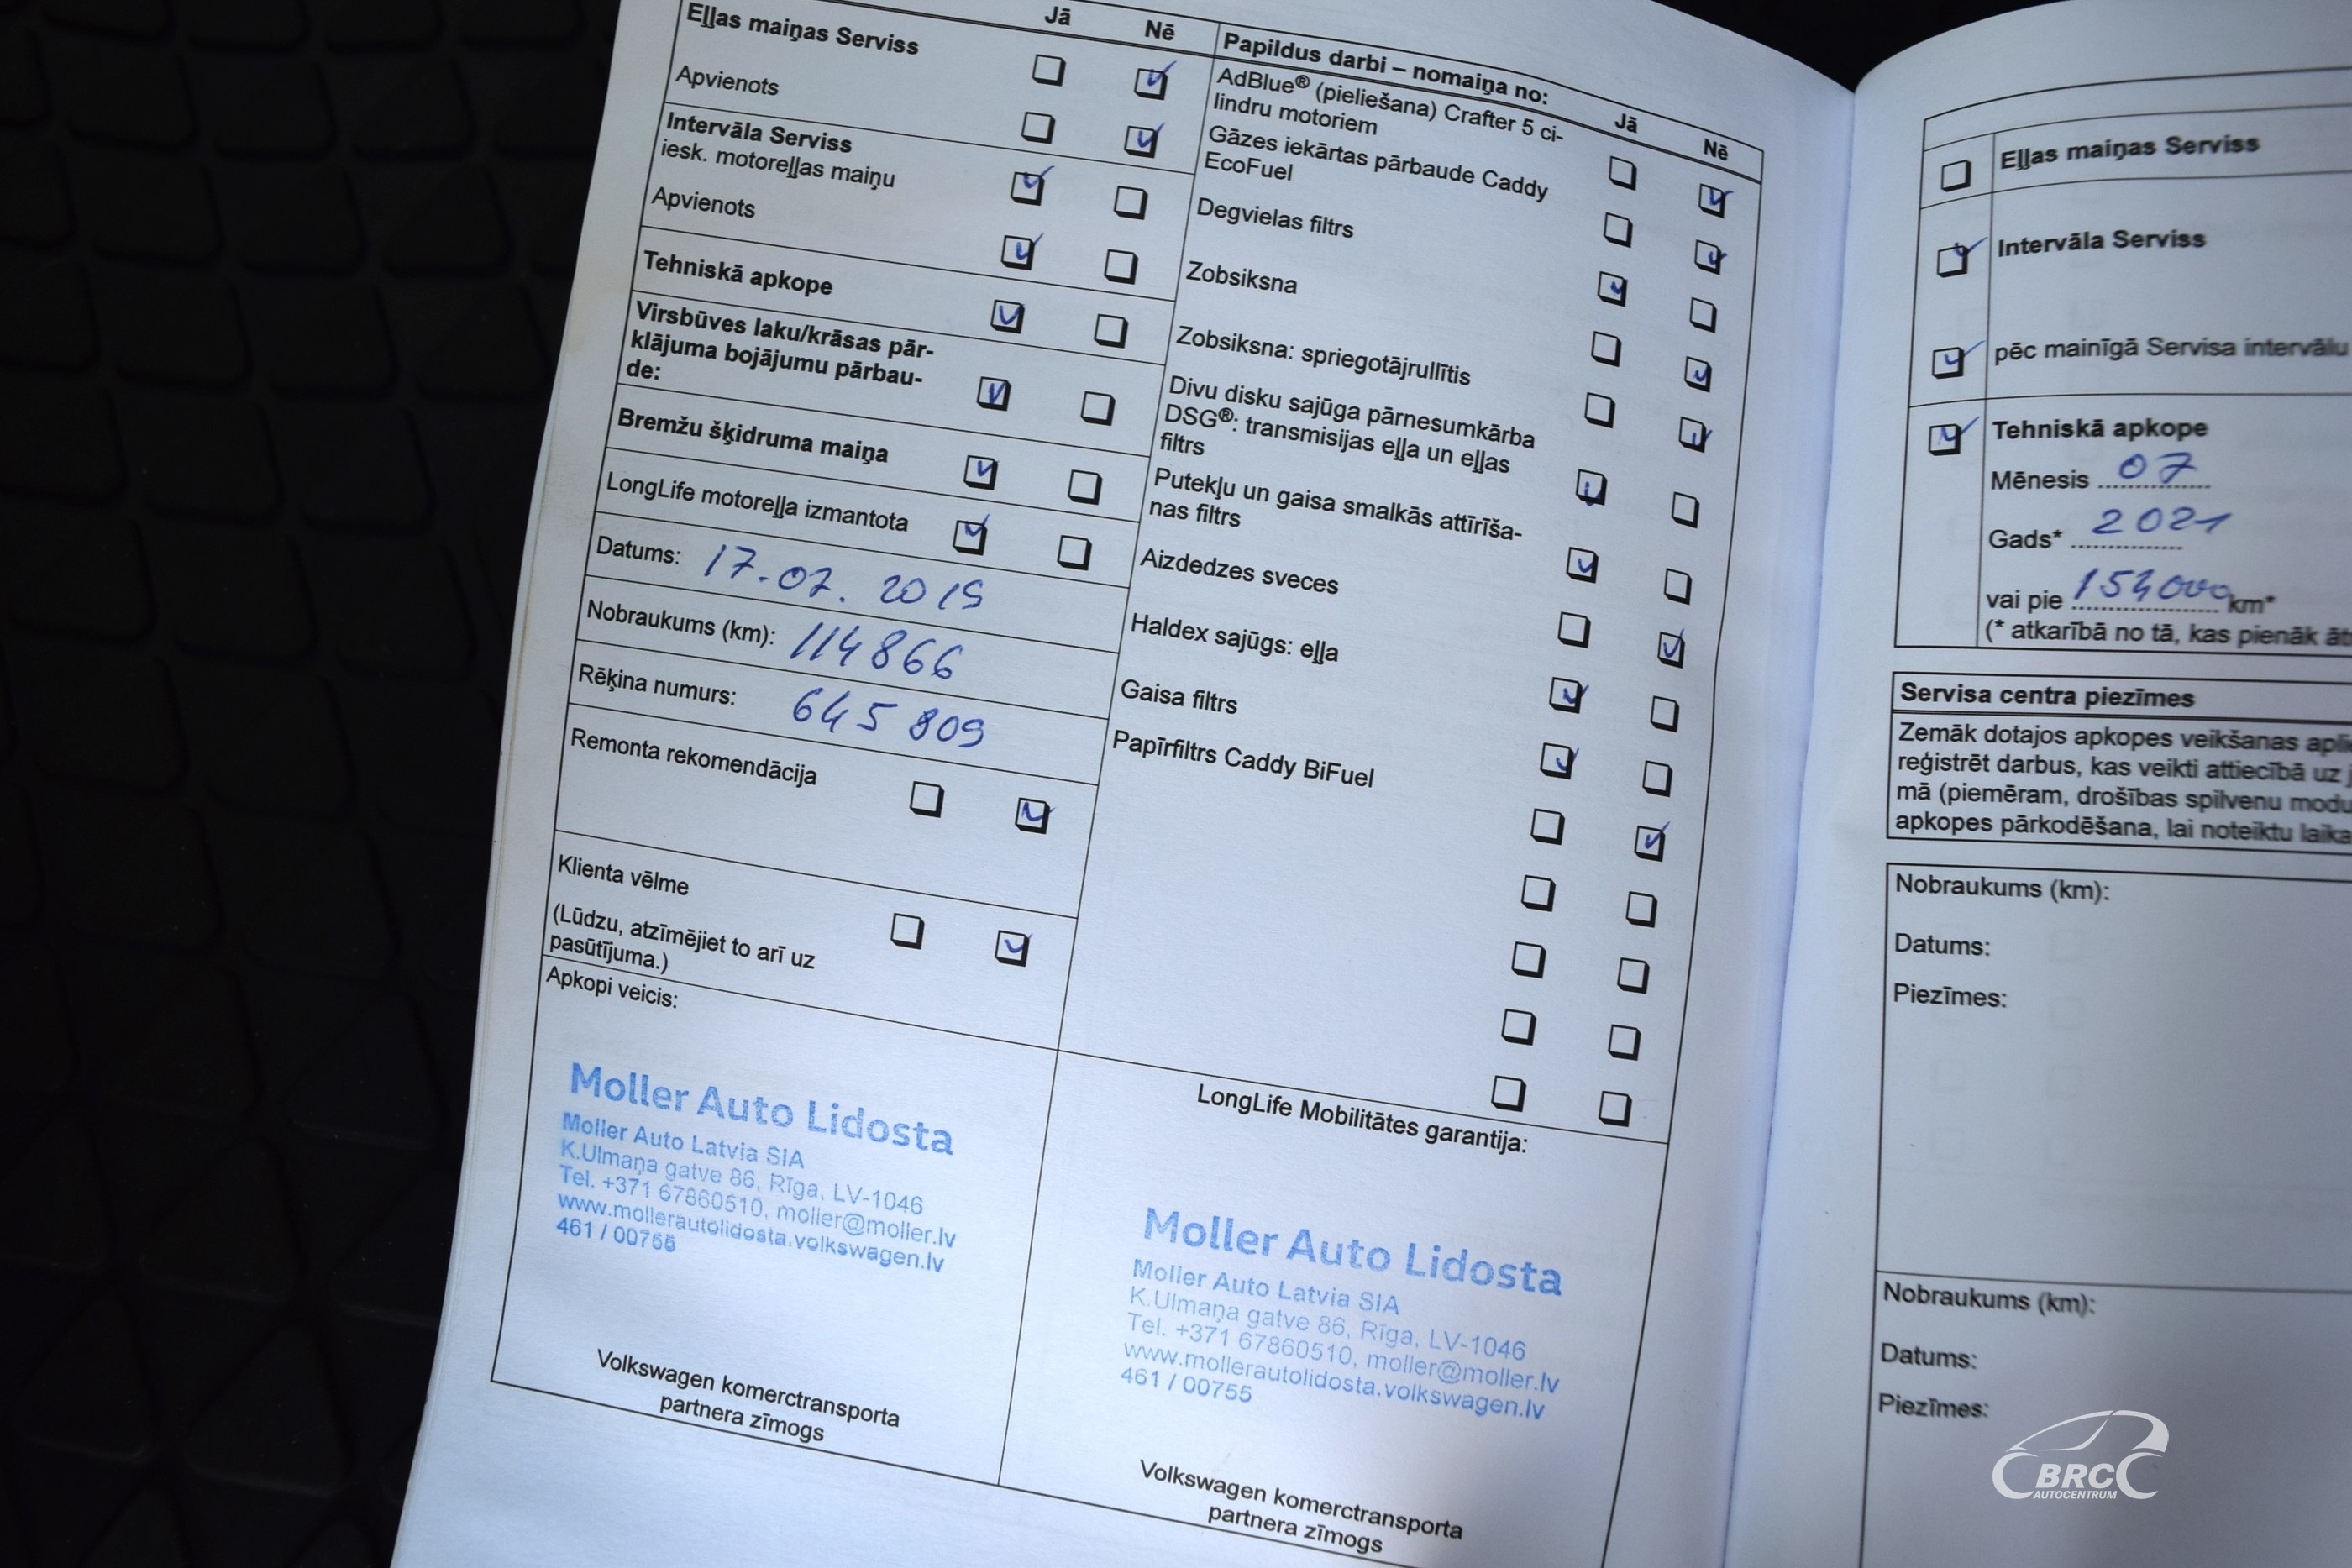 Jā Nē
Eļļas maiņas Serviss
Apvienots
Intervāla Serviss
iesk. motoreļļas maiņu
Apvienots
Tehniskā apkope
Virsbūves laku/krāsas pār-
klājuma bojājumu pārbau-
de:
Bremžu šķidruma maiņa
LongLife motoreļļa izmantota
Datums: 17.07.2019
Nobraukums (km): 114866
Rēķina numurs: 645809
Remonta rekomendācija
Klienta vēlme
(Lūdzu, atzīmējiet to arī uz
pasūtījuma.)
Apkopi veicis:
Moller Auto Lidosta
Moller Auto Latvia SIA
K.Ulmaņa gatve 86, Rīga, LV-1046
Tel. +371 67860510, moller@moller.lv
www.mollerautolidosta.volkswagen.lv
461 / 00755
Volkswagen komerctransporta
partnera zīmogs
Papildus darbi – nomaiņa no:
Jā Nē
AdBlue® (pieliešana) Crafter 5 ci-
lindru motoriem
Gāzes iekārtas pārbaude Caddy
EcoFuel
Degvielas filtrs
Zobsiksna
Zobsiksna: spriegotājrullītis
Divu disku sajūga pārnesumkārba
DSG®: transmisijas eļļa un eļļas
filtrs
Putekļu un gaisa smalkās attīrīša-
nas filtrs
Aizdedzes sveces
Haldex sajūgs: eļļa
Gaisa filtrs
Papīrfiltrs Caddy BiFuel
LongLife Mobilitātes garantija:
Moller Auto Lidosta
Moller Auto Latvia SIA
K.Ulmaņa gatve 86, Rīga, LV-1046
Tel. +371 67860510, moller@moller.lv
www.mollerautolidosta.volkswagen.lv
461 / 00755
Volkswagen komerctransporta
partnera zīmogs
Eļļas maiņas Serviss
Intervāla Serviss
pēc mainīgā Servisa intervālu
Tehniskā apkope
Mēnesis 07
Gads* 2021
vai pie 154000 km*
(* atkarībā no tā, kas pienāk
Servisa centra piezīmes
Zemāk dotajos apkopes veikšanas
reģistrēt darbus, kas veikti attiecībā uz
mā (piemēram, drošības spilvenu
apkopes pārkodēšana, lai noteiktu
Nobraukums (km):
Datums:
Piezīmes:
Nobraukums (km):
Datums:
Piezīmes:
BRC
AUTOCENTRUM